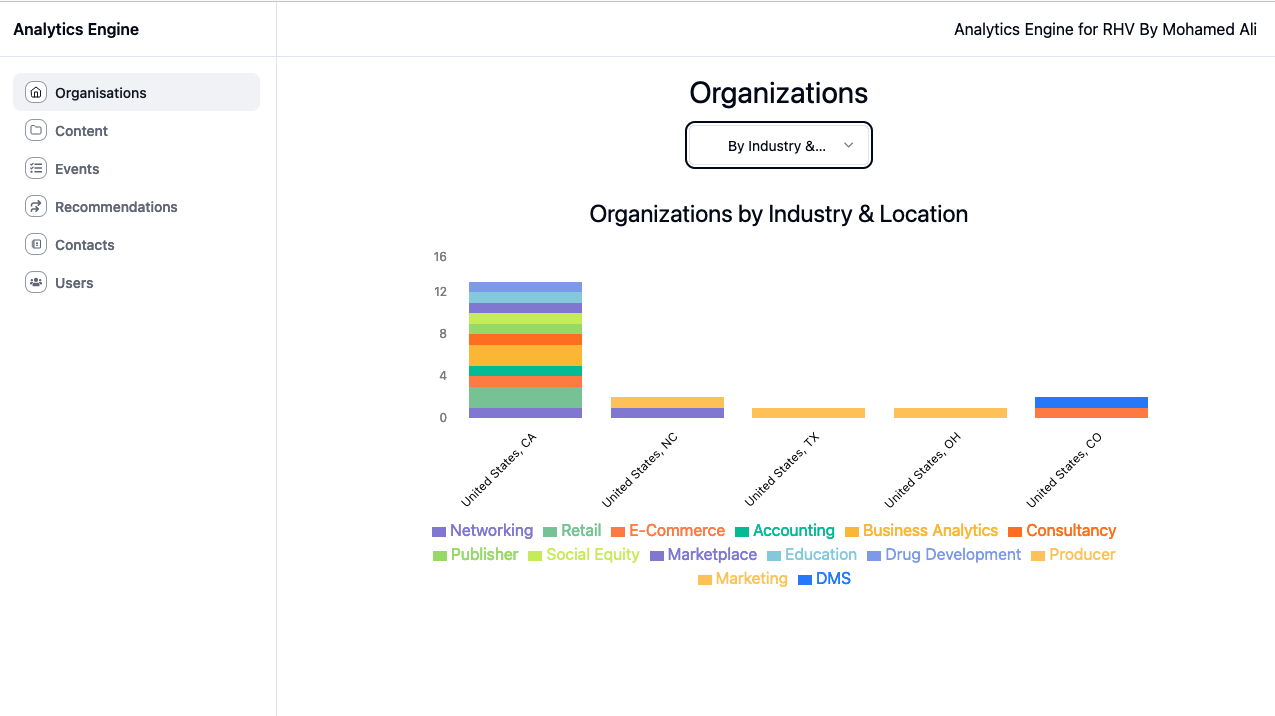 Analytics Engine
Analytics Engine for RHV By Mohamed Ali
Organisations
Content
Events
Recommendations
Contacts
Users
Organizations
By Industry &...
Organizations by Industry & Location
16
12
8
4
0
United States, CA
United States, NC
United States, TX
United States, OH
United States, CO
Networking Retail E-Commerce Accounting Business Analytics Consultancy
Publisher Social Equity Marketplace Education Drug Development Producer
Marketing DMS